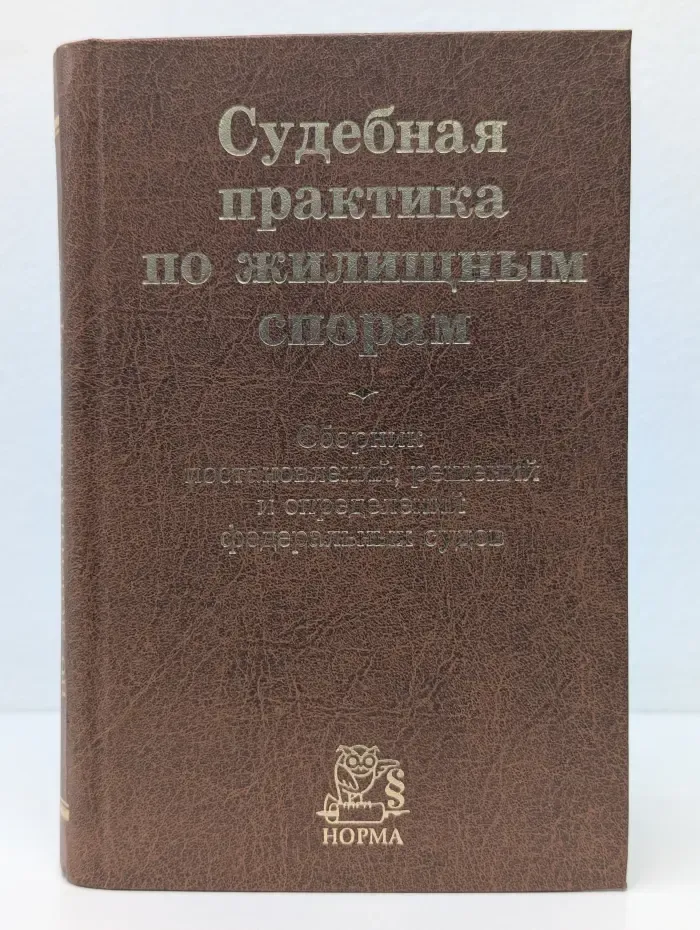 Судебная
практика
по жилищным
спорам
Сборник
постановлений, решений
и определений
федеральных судов
§
НОРМА